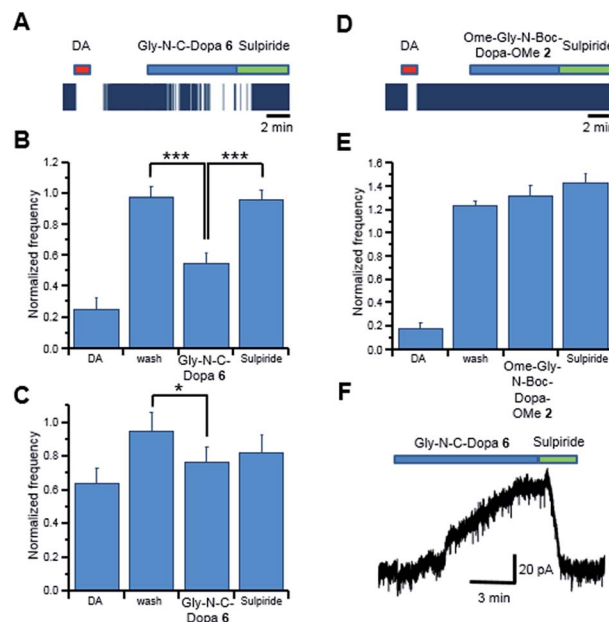 A
DA
Gly-N-C-Dopa 6
Sulpiride
2 min
B
Normalized frequency
1.2
1.0
0.8
0.6
0.4
0.2
0.0
***
***
DA
wash
Gly-N-C-
Dopa 6
Sulpiride
C
Normalized frequency
1.0
0.8
0.6
0.4
0.2
0.0
*
DA
wash
Gly-N-C-
Dopa 6
Sulpiride
D
DA
Ome-Gly-N-Boc-
Dopa-OMe 2
Sulpiride
2 min
E
Normalized frequency
1.6
1.4
1.2
1.0
0.8
0.6
0.4
0.2
0.0
DA
wash
Ome-Gly-
N-Boc-
Dopa-
OMe 2
Sulpiride
F
Gly-N-C-Dopa 6
Sulpiride
20 pA
3 min